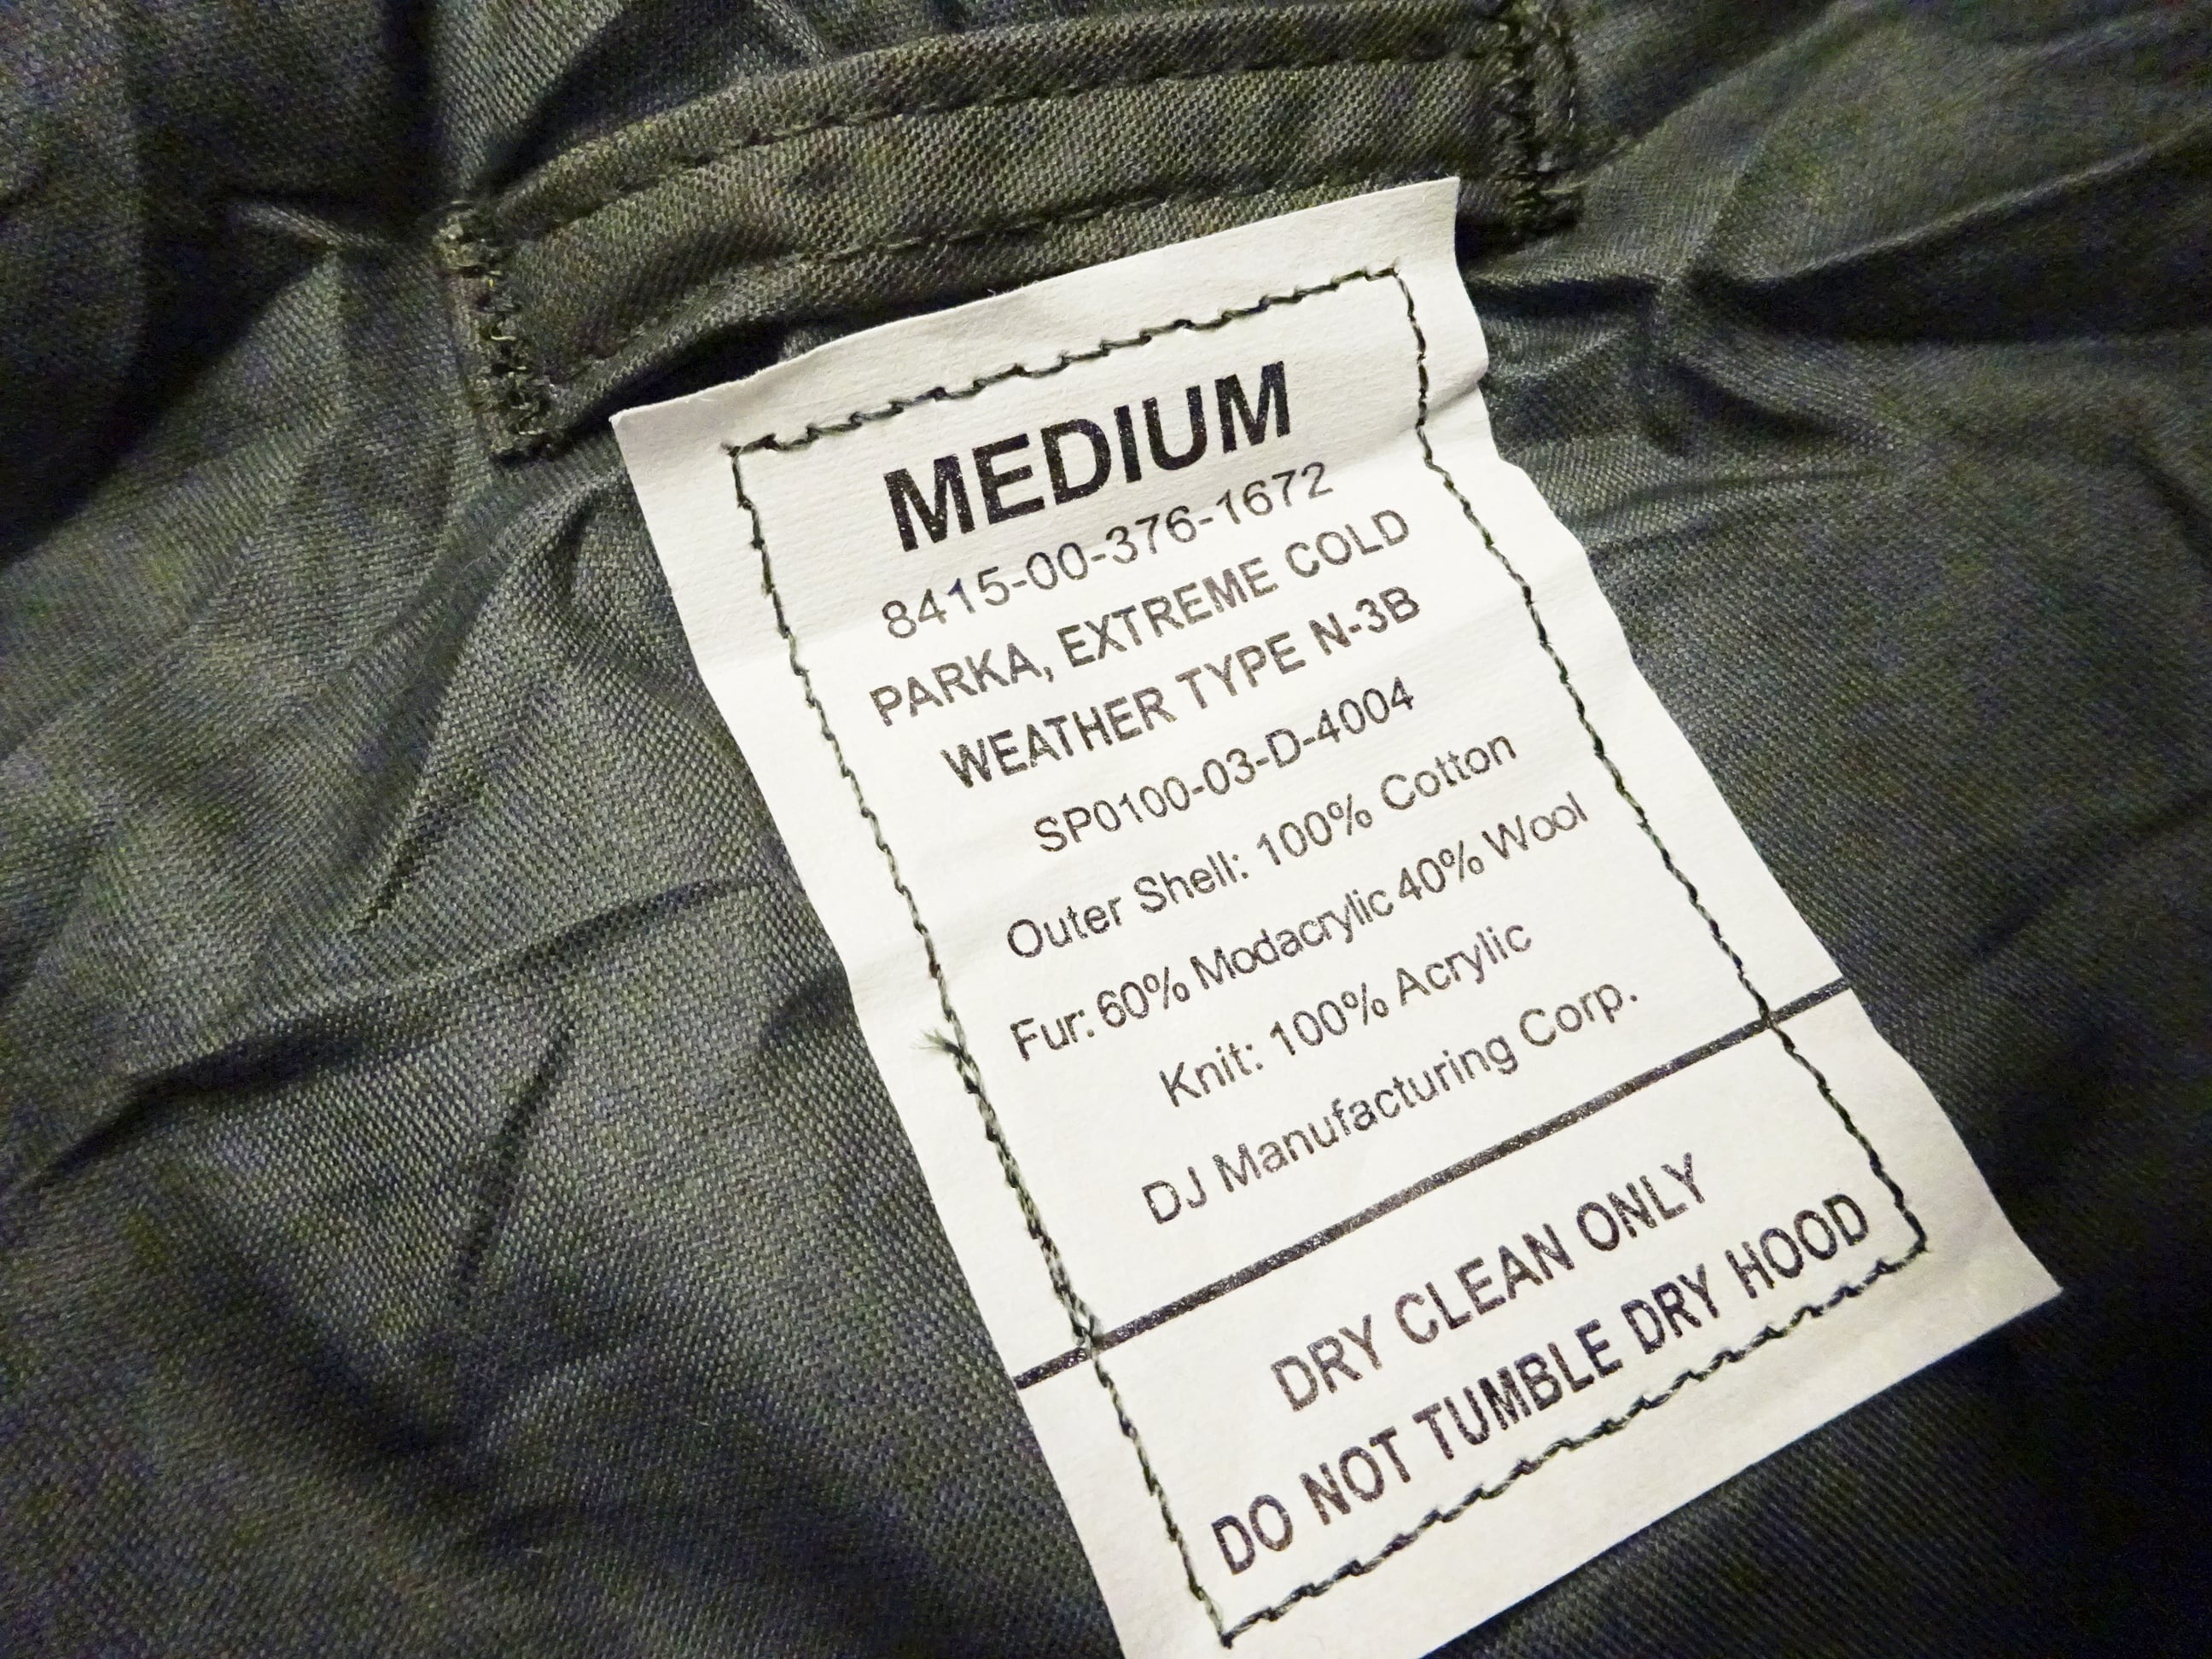 MEDIUM
8415-00-376-1672
PARKA, EXTREME COLD
WEATHER TYPE N-3B
SP0100-03-D-4004
Outer Shell: 100% Cotton
Fur: 60% Modacrylic 40% Wool
Knit: 100% Acrylic
DJ Manufacturing Corp.
DRY CLEAN ONLY
DO NOT TUMBLE DRY HOOD